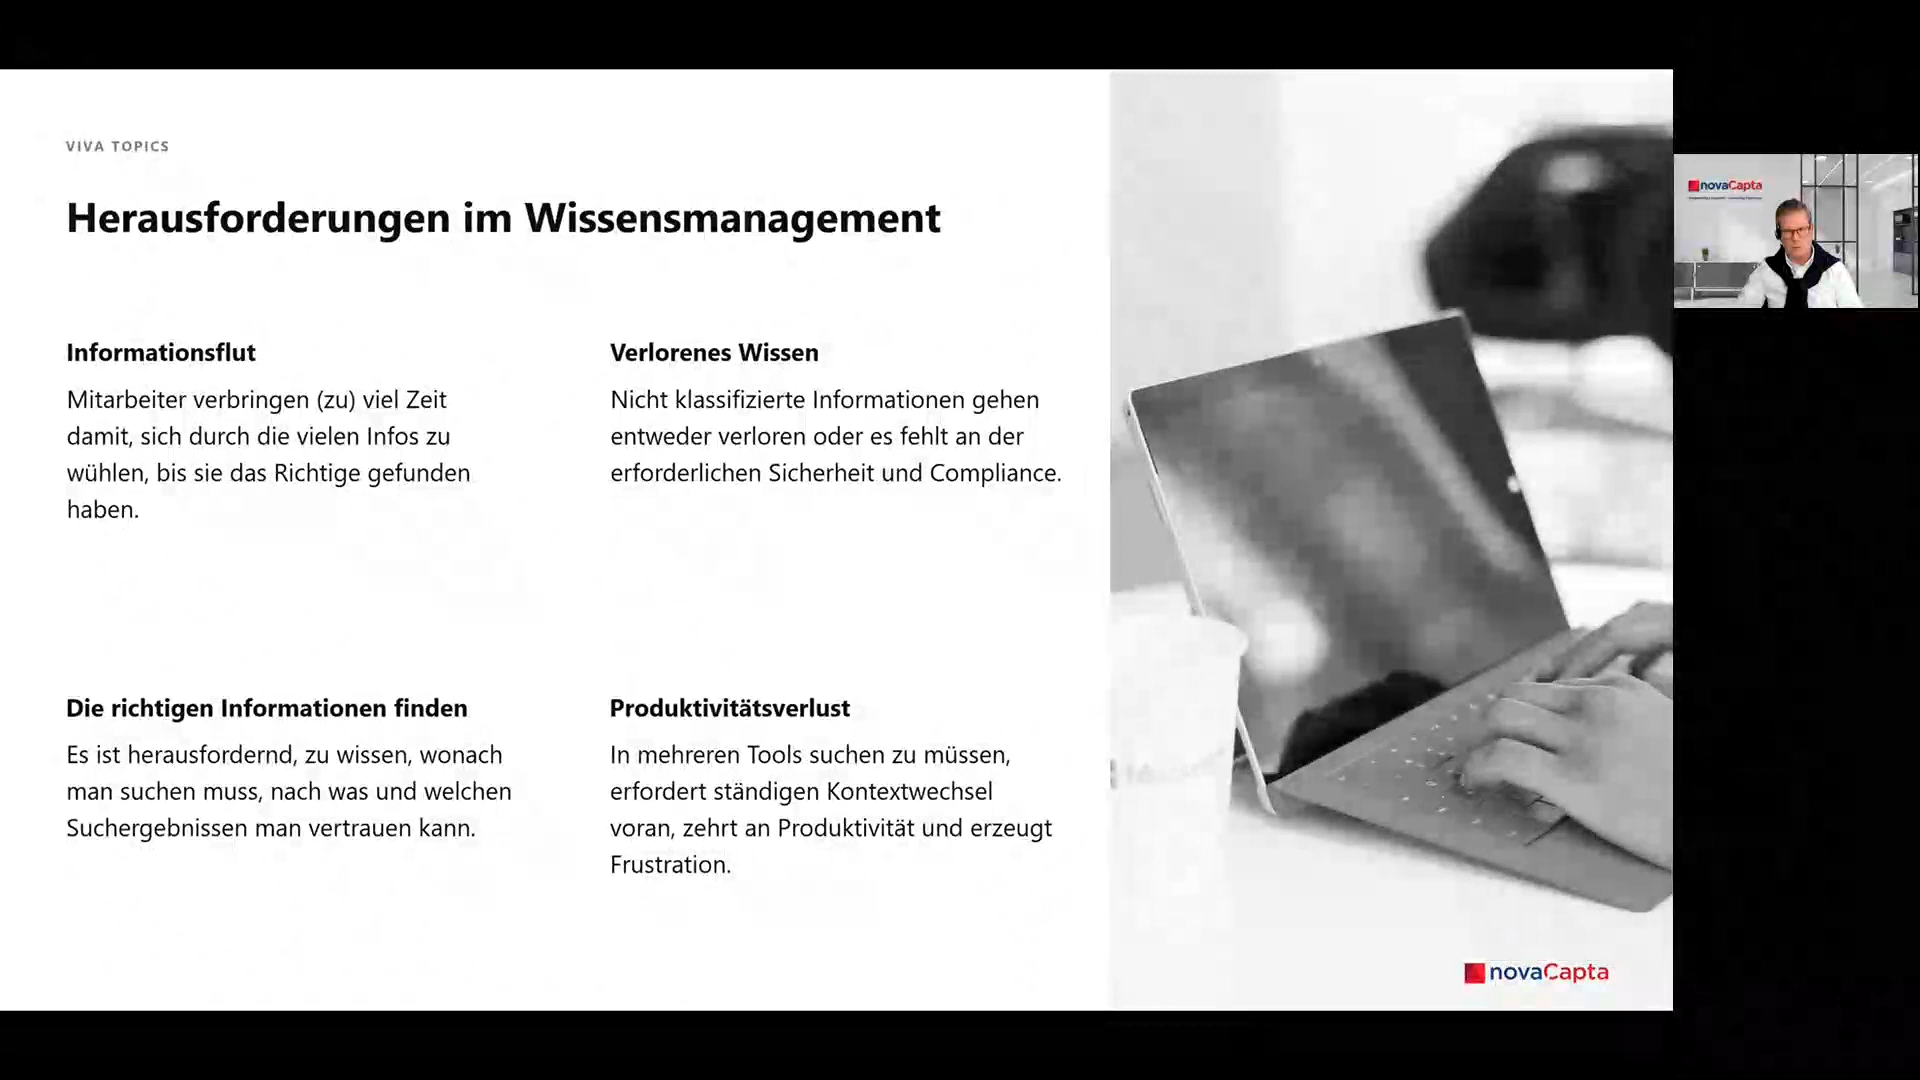 VIVA TOPICS
Herausforderungen im Wissensmanagement
Informationsflut
Mitarbeiter verbringen (zu) viel Zeit
damit, sich durch die vielen Infos zu
wühlen, bis sie das Richtige gefunden
haben.
Verlorenes Wissen
Nicht klassifizierte Informationen gehen
entweder verloren oder es fehlt an der
erforderlichen Sicherheit und Compliance.
Die richtigen Informationen finden
Es ist herausfordernd, zu wissen, wonach
man suchen muss, nach was und welchen
Suchergebnissen man vertrauen kann.
Produktivitätsverlust
In mehreren Tools suchen zu müssen,
erfordert ständigen Kontextwechsel
voran, zehrt an Produktivität und erzeugt
Frustration.
novaCapta
novaCapta